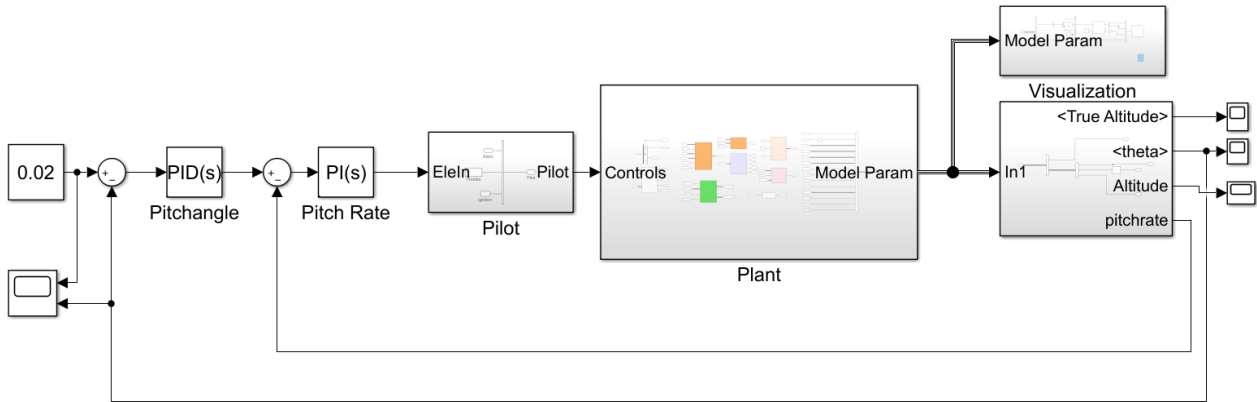 Model Param
Visualization
<True Altitude>
<theta>
Altitude
pitchrate
In1
0.02
+
−
PID(s)
Pitchangle
+
−
PI(s)
Pitch Rate
EleIn
Pilot
Pilot
Controls
Model Param
Plant